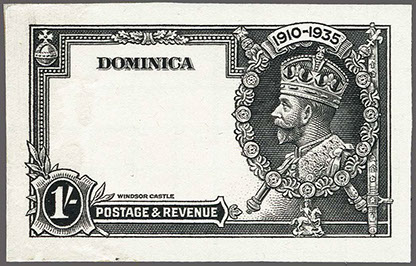 1910-1935
DOMINICA
WINDSOR CASTLE
1/-
POSTAGE & REVENUE